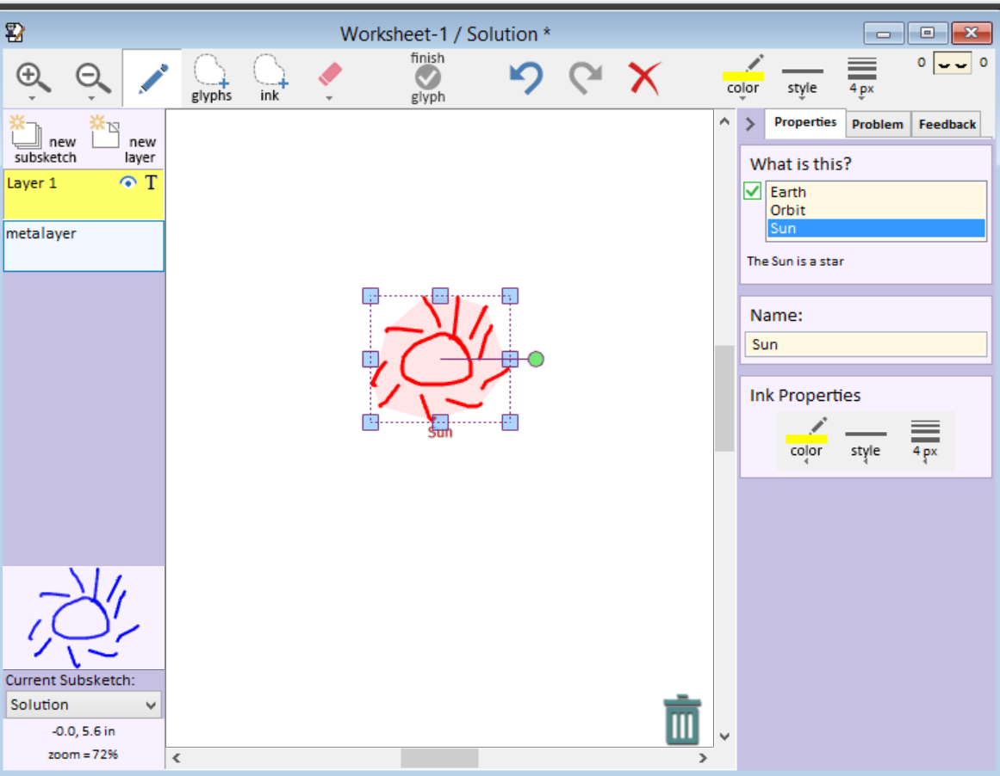 Worksheet-1 / Solution *
glyphs
ink
finish
glyph
color
style
4 px
0
0
new
subsketch
new
layer
Layer 1
T
metalayer
Properties
Problem
Feedback
What is this?
Earth
Orbit
Sun
The Sun is a star
Name:
Sun
Ink Properties
color
style
4 px
Sun
Current Subsketch:
Solution
-0.0, 5.6 in
zoom = 72%